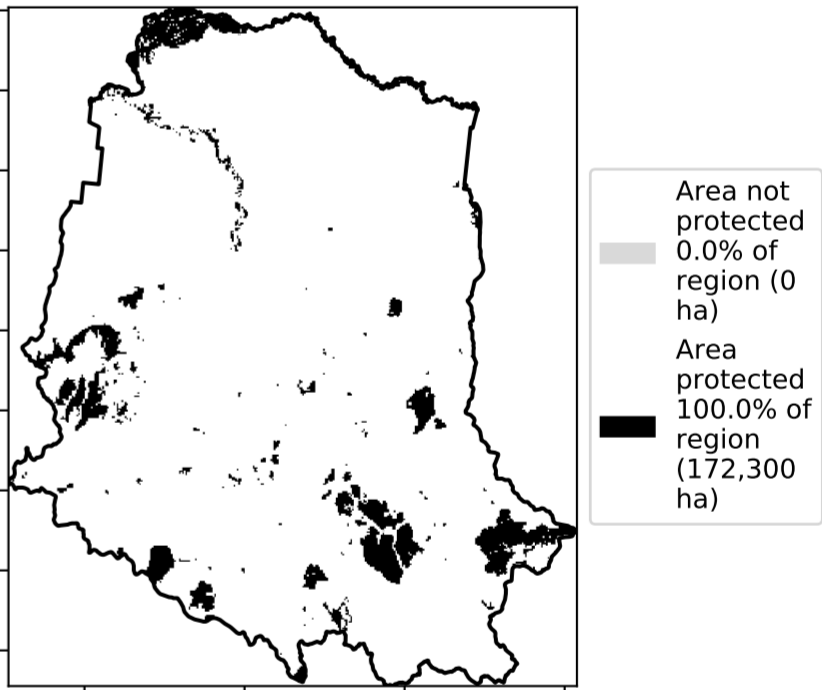 Area not
protected
0.0% of
region (0
ha)
Area
protected
100.0% of
region
(172,300
ha)